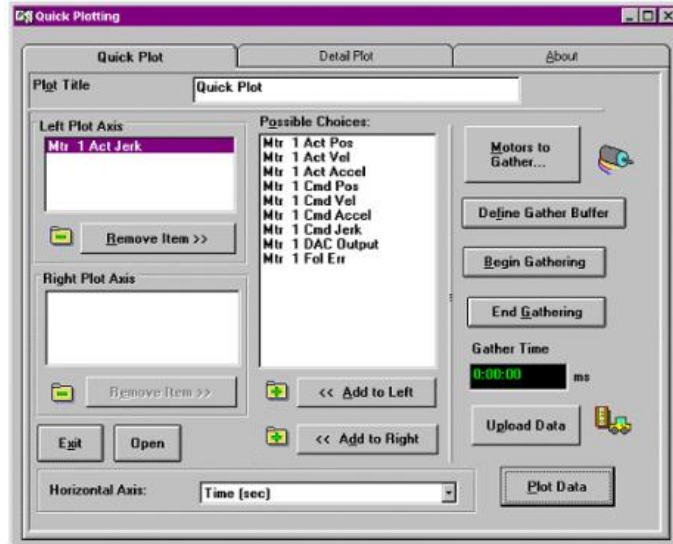 Quick Plotting
Quick Plot
Detail Plot
About
Plot Title
Quick Plot
Left Plot Axis
Mtr 1 Act Jerk
Remove Item >>
Right Plot Axis
Remove Item >>
Exit
Open
Possible Choices:
Mtr 1 Act Pos
Mtr 1 Act Vel
Mtr 1 Act Accel
Mtr 1 Cmd Pos
Mtr 1 Cmd Vel
Mtr 1 Cmd Accel
Mtr 1 Cmd Jerk
Mtr 1 DAC Output
Mtr 1 Fol Err
<< Add to Left
<< Add to Right
Motors to
Gather...
Define Gather Buffer
Begin Gathering
End Gathering
Gather Time
0:00:00 ms
Upload Data
Horizontal Axis:
Time (sec)
Plot Data